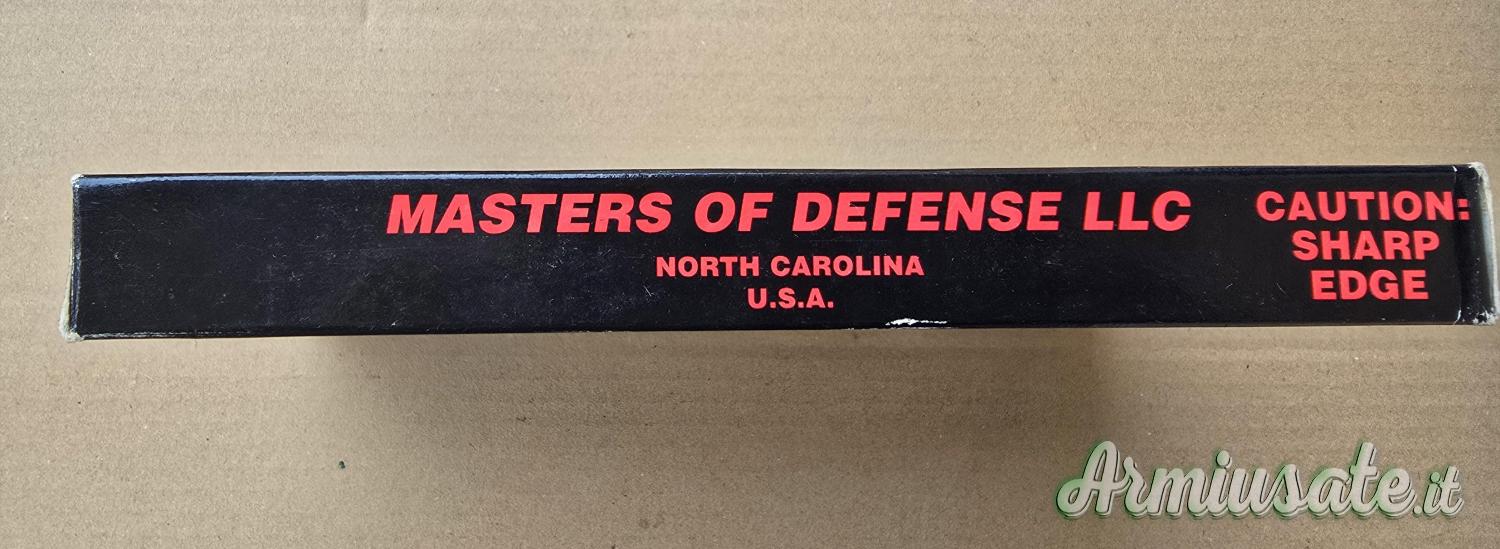 MASTERS OF DEFENSE LLC
NORTH CAROLINA
U.S.A.
CAUTION:
SHARP
EDGE
Armiusate.it